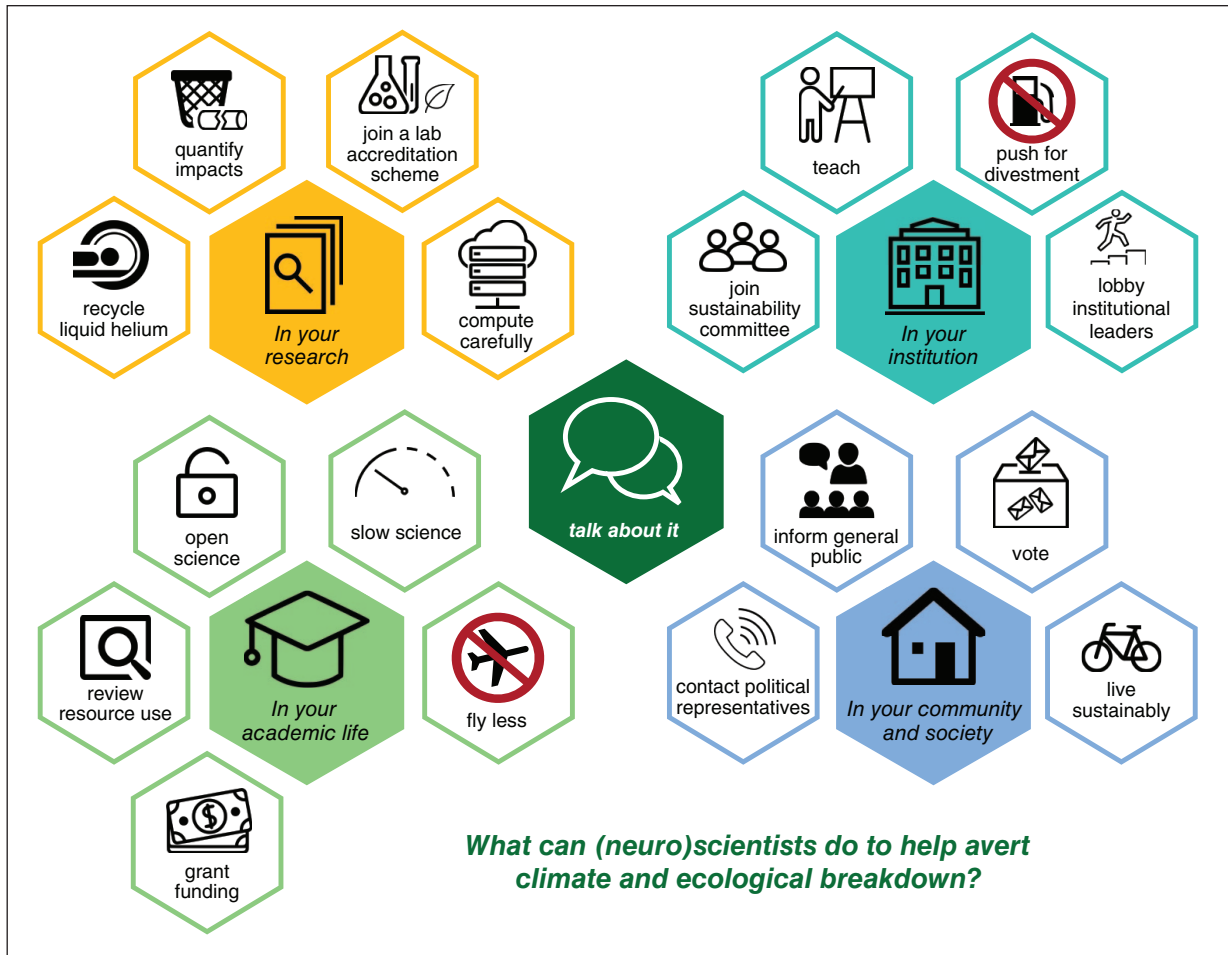 quantify
impacts
join a lab
accreditation
scheme
recycle
liquid helium
In your
research
compute
carefully
teach
push for
divestment
join
sustainability
committee
In your
institution
lobby
institutional
leaders
talk about it
open
science
slow science
review
resource use
In your
academic life
fly less
grant
funding
inform general
public
vote
contact political
representatives
In your community
and society
live
sustainably
What can (neuro)scientists do to help avert
climate and ecological breakdown?